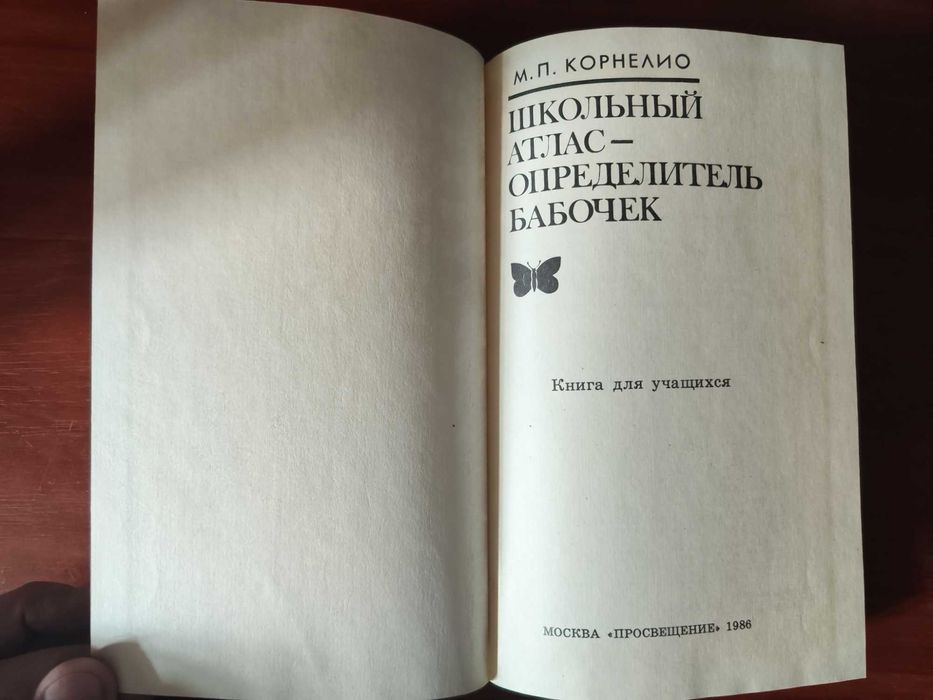 М. П. КОРНЕЛИО
ШКОЛЬНЫЙ
АТЛАС —
ОПРЕДЕЛИТЕЛЬ
БАБОЧЕК
Книга для учащихся
МОСКВА «ПРОСВЕЩЕНИЕ» 1986